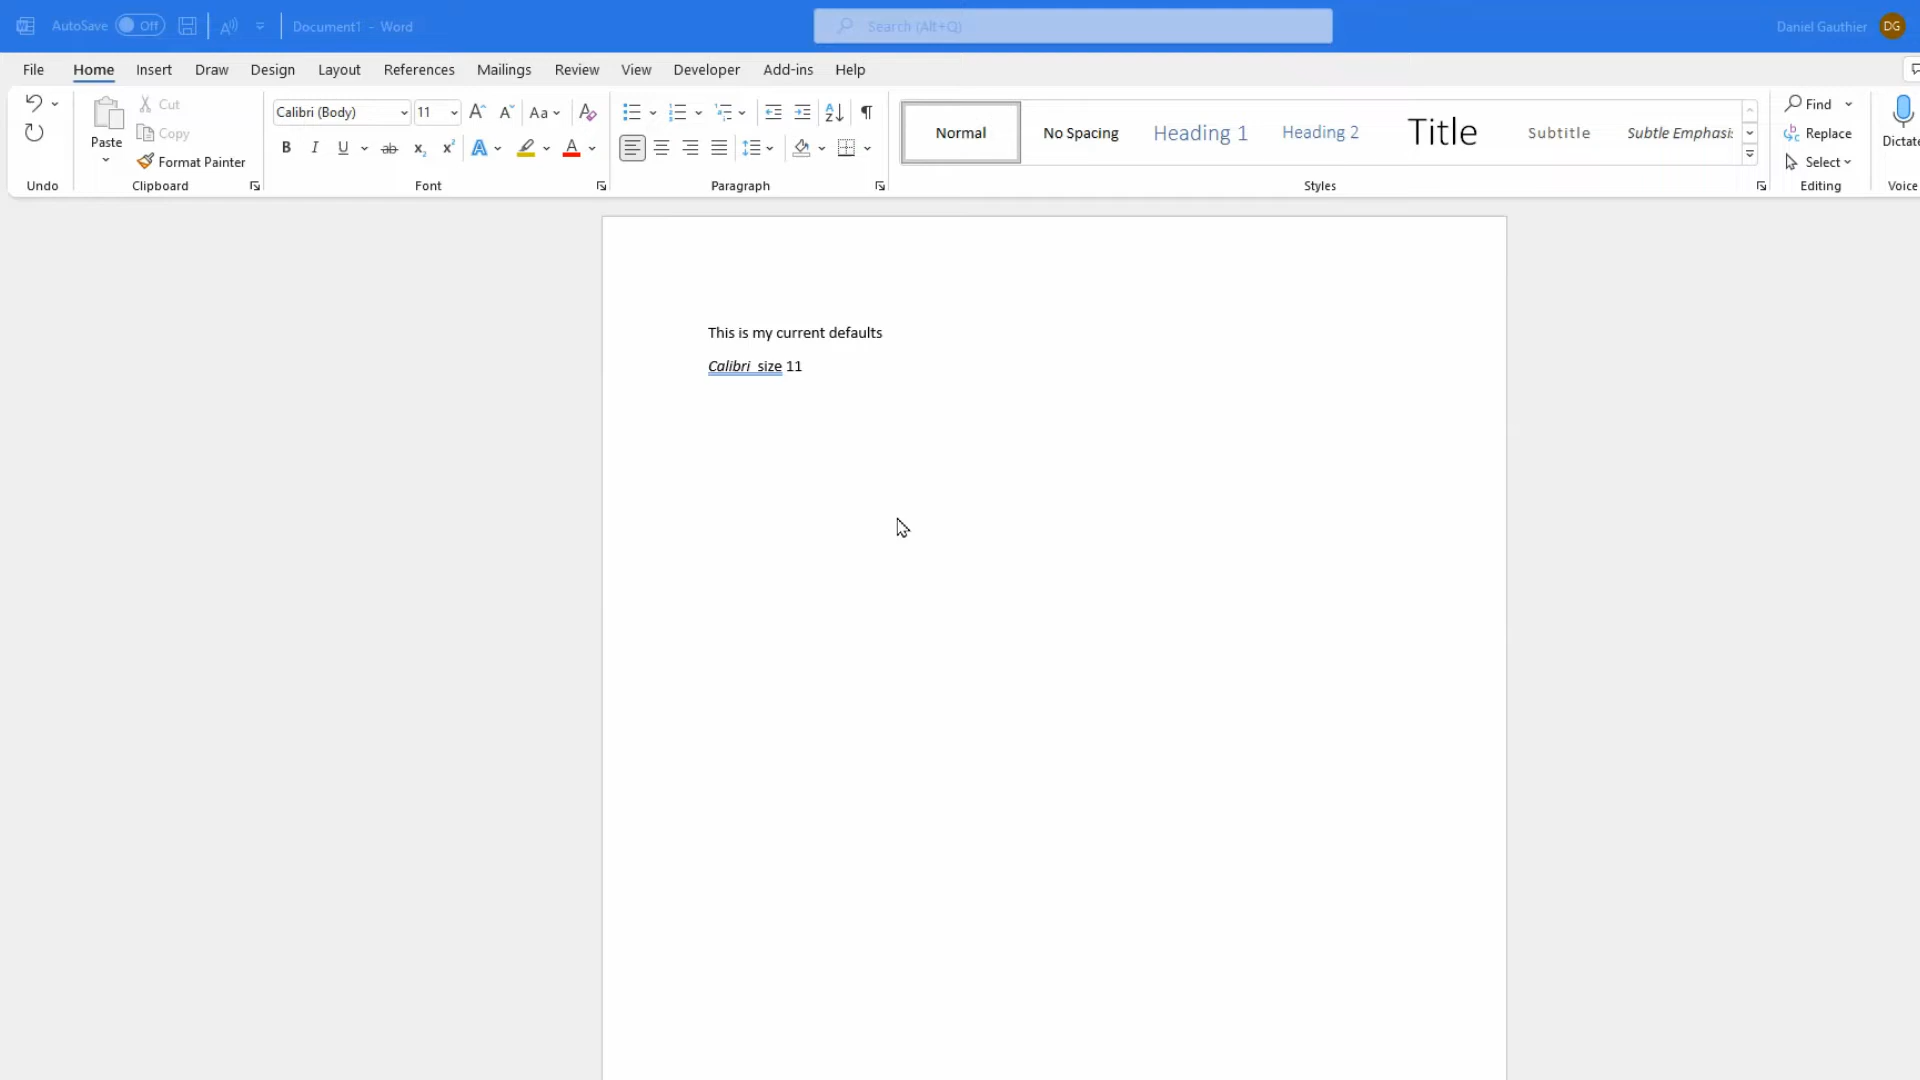 AutoSave Off Document1 - Word Search (Alt+Q) Daniel Gauthier DG
File Home Insert Draw Design Layout References Mailings Review View Developer Add-ins Help
Paste
Cut
Copy
Format Painter
Calibri (Body) 11 Aa
Normal
No Spacing
Heading 1
Heading 2
Title
Subtitle
Subtle Emphasis
Find
Replace
Select
Dictate
Undo Clipboard Font Paragraph Styles Editing Voice
This is my current defaults
Calibri  size 11